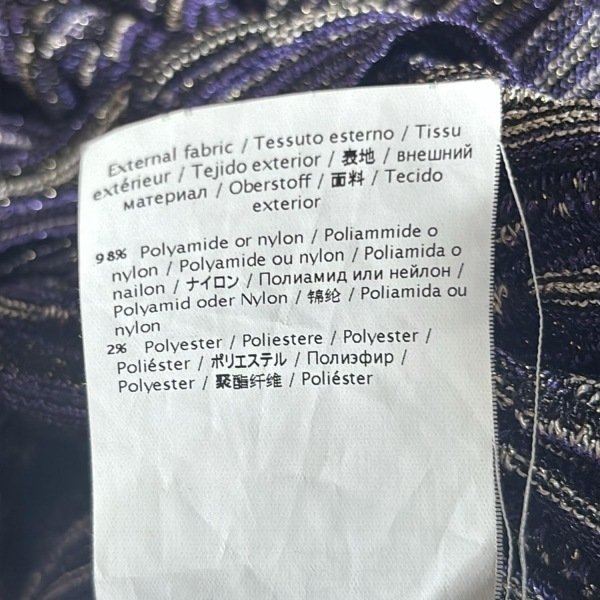 External fabric / Tessuto esterno / Tissu
extérieur / Tejido exterior / 表地 / внешний
материал / Oberstoff / 面料 / Tecido
exterior
98% Polyamide or nylon / Poliammide o
nylon / Polyamide ou nylon / Poliamida o
nailon / ナイロン / Полиамид или нейлон /
Polyamid oder Nylon / 锦纶 / Poliamida ou
nylon
2% Polyester / Poliestere / Polyester /
Poliéster / ポリエステル / Полиэфир /
Polyester / 聚酯纤维 / Poliéster